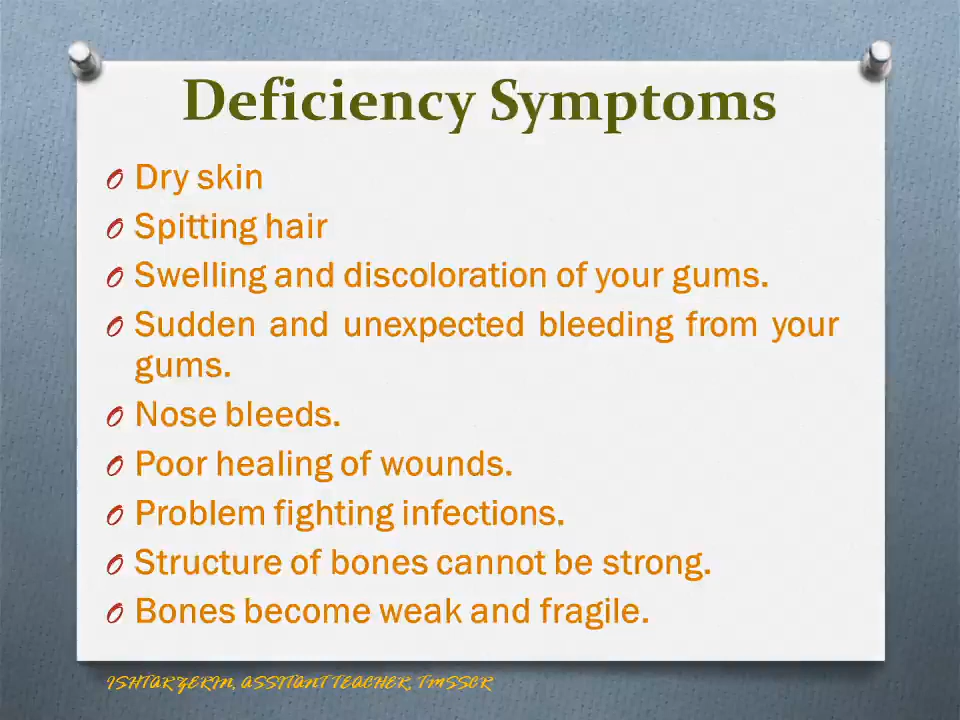 Deficiency Symptoms
Dry skin
Spitting hair
Swelling and discoloration of your gums.
Sudden and unexpected bleeding from your
gums.
Nose bleeds.
Poor healing of wounds.
Problem fighting infections.
Structure of bones cannot be strong.
Bones become weak and fragile.
ISHTAR ZERIN, ASSITANT TEACHER, TMSSCR